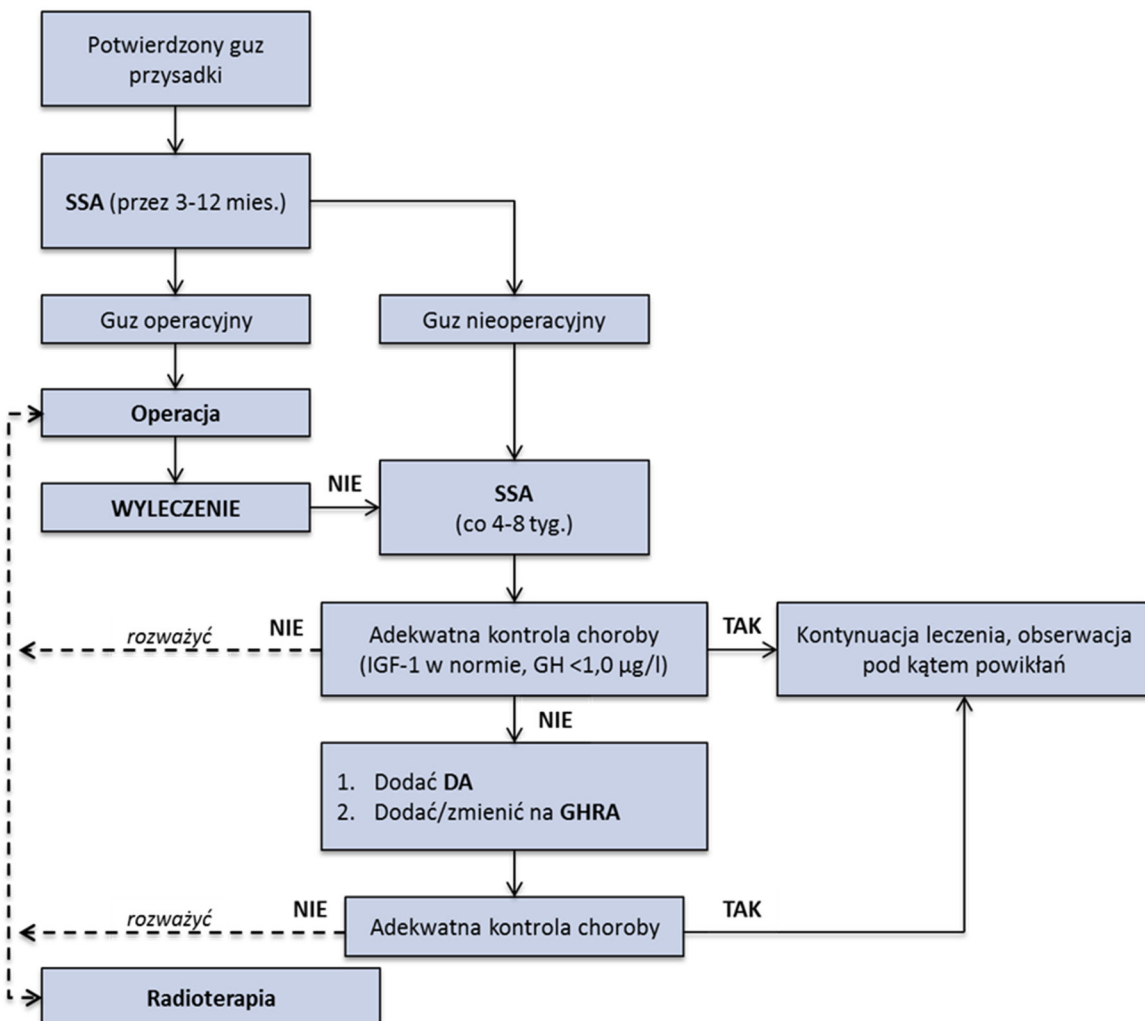 Potwierdzony guz
przysadki
SSA (przez 3-12 mies.)
Guz operacyjny
Guz nieoperacyjny
Operacja
WYLECZENIE
NIE
SSA
(co 4-8 tyg.)
rozważyć
NIE
Adekwatna kontrola choroby
(IGF-1 w normie, GH <1,0 µg/l)
TAK
Kontynuacja leczenia, obserwacja
pod kątem powikłań
NIE
1. Dodać DA
2. Dodać/zmienić na GHRA
rozważyć
NIE
Adekwatna kontrola choroby
TAK
Radioterapia